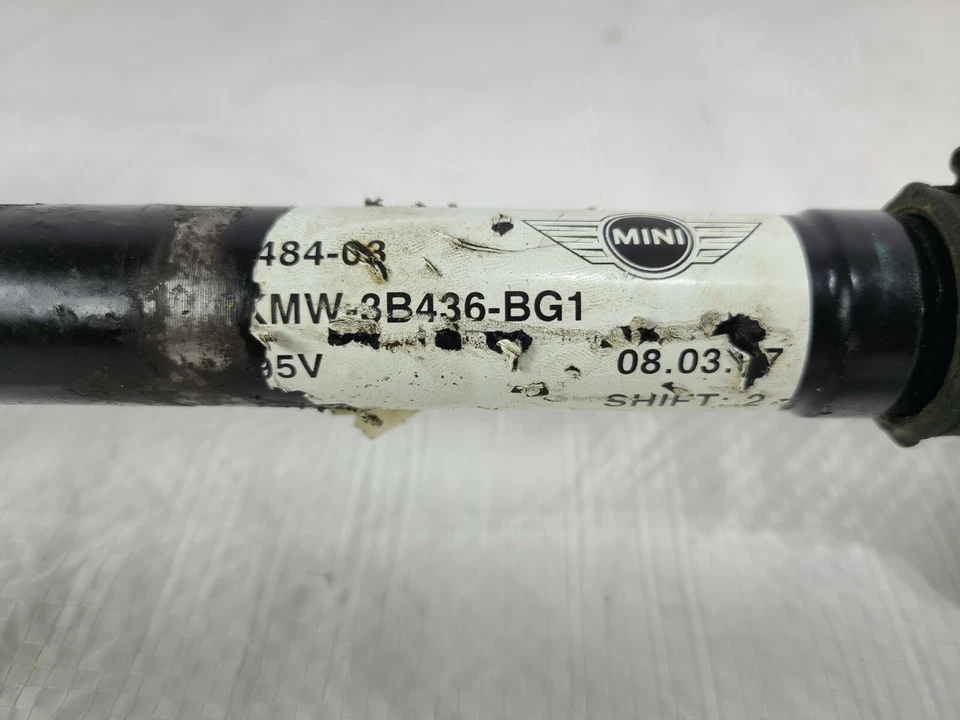 MINI
484-03
KMW-3B436-BG1
95V
08.03.
SHIFT: 2